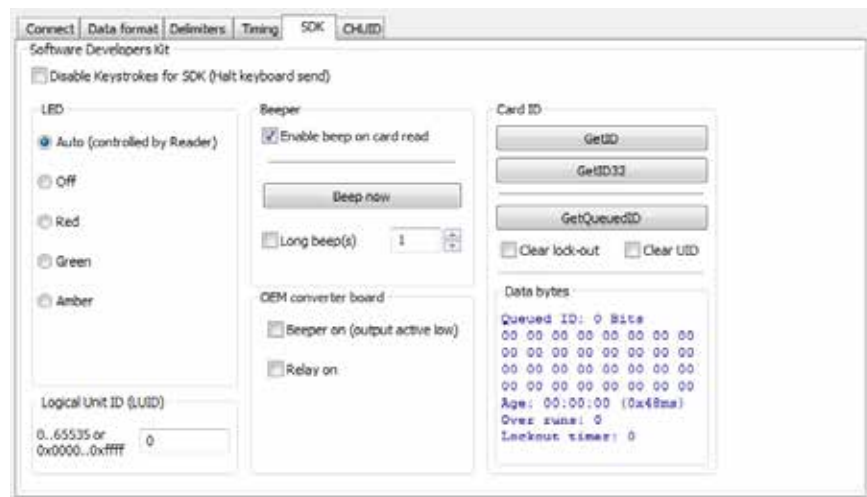 Connect Data format Delimiters Timing SDK CHUID
Software Developers Kit
Disable Keystrokes for SDK (Halt keyboard send)
LED
Auto (controlled by Reader)
Off
Red
Green
Amber
Logical Unit ID (LUID)
0..65535 or
0x0000..0xffff
0
Beeper
Enable beep on card read
Beep now
Long beep(s) 1
OEM converter board
Beeper on (output active low)
Relay on
Card ID
GetID
GetID32
GetQueuedID
Clear lock-out Clear UID
Data bytes
Queued ID: 0 Bits
00 00 00 00 00 00 00 00
00 00 00 00 00 00 00 00
00 00 00 00 00 00 00 00
00 00 00 00 00 00 00 00
Age: 00:00:00 (0x48ms)
Over runs: 0
Lockout timer: 0